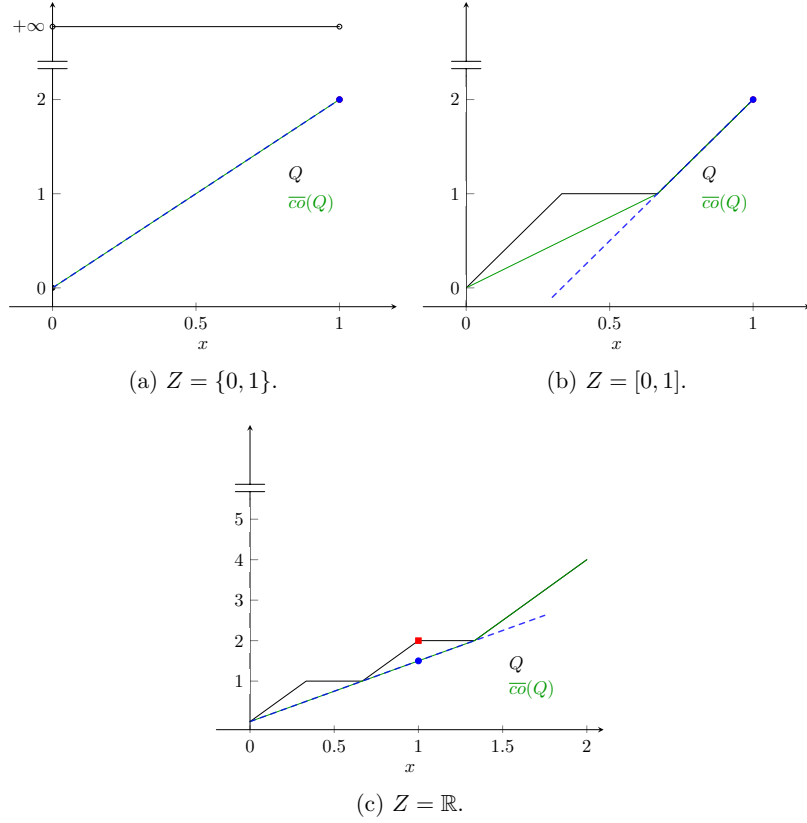 +∞
2
1
0
0
0.5
1
x
Q
co̅(Q)
(a) Z = {0, 1}.
2
1
0
0
0.5
1
x
Q
co̅(Q)
(b) Z = [0, 1].
5
4
3
2
1
0
0.5
1
1.5
2
x
Q
co̅(Q)
(c) Z = ℝ.